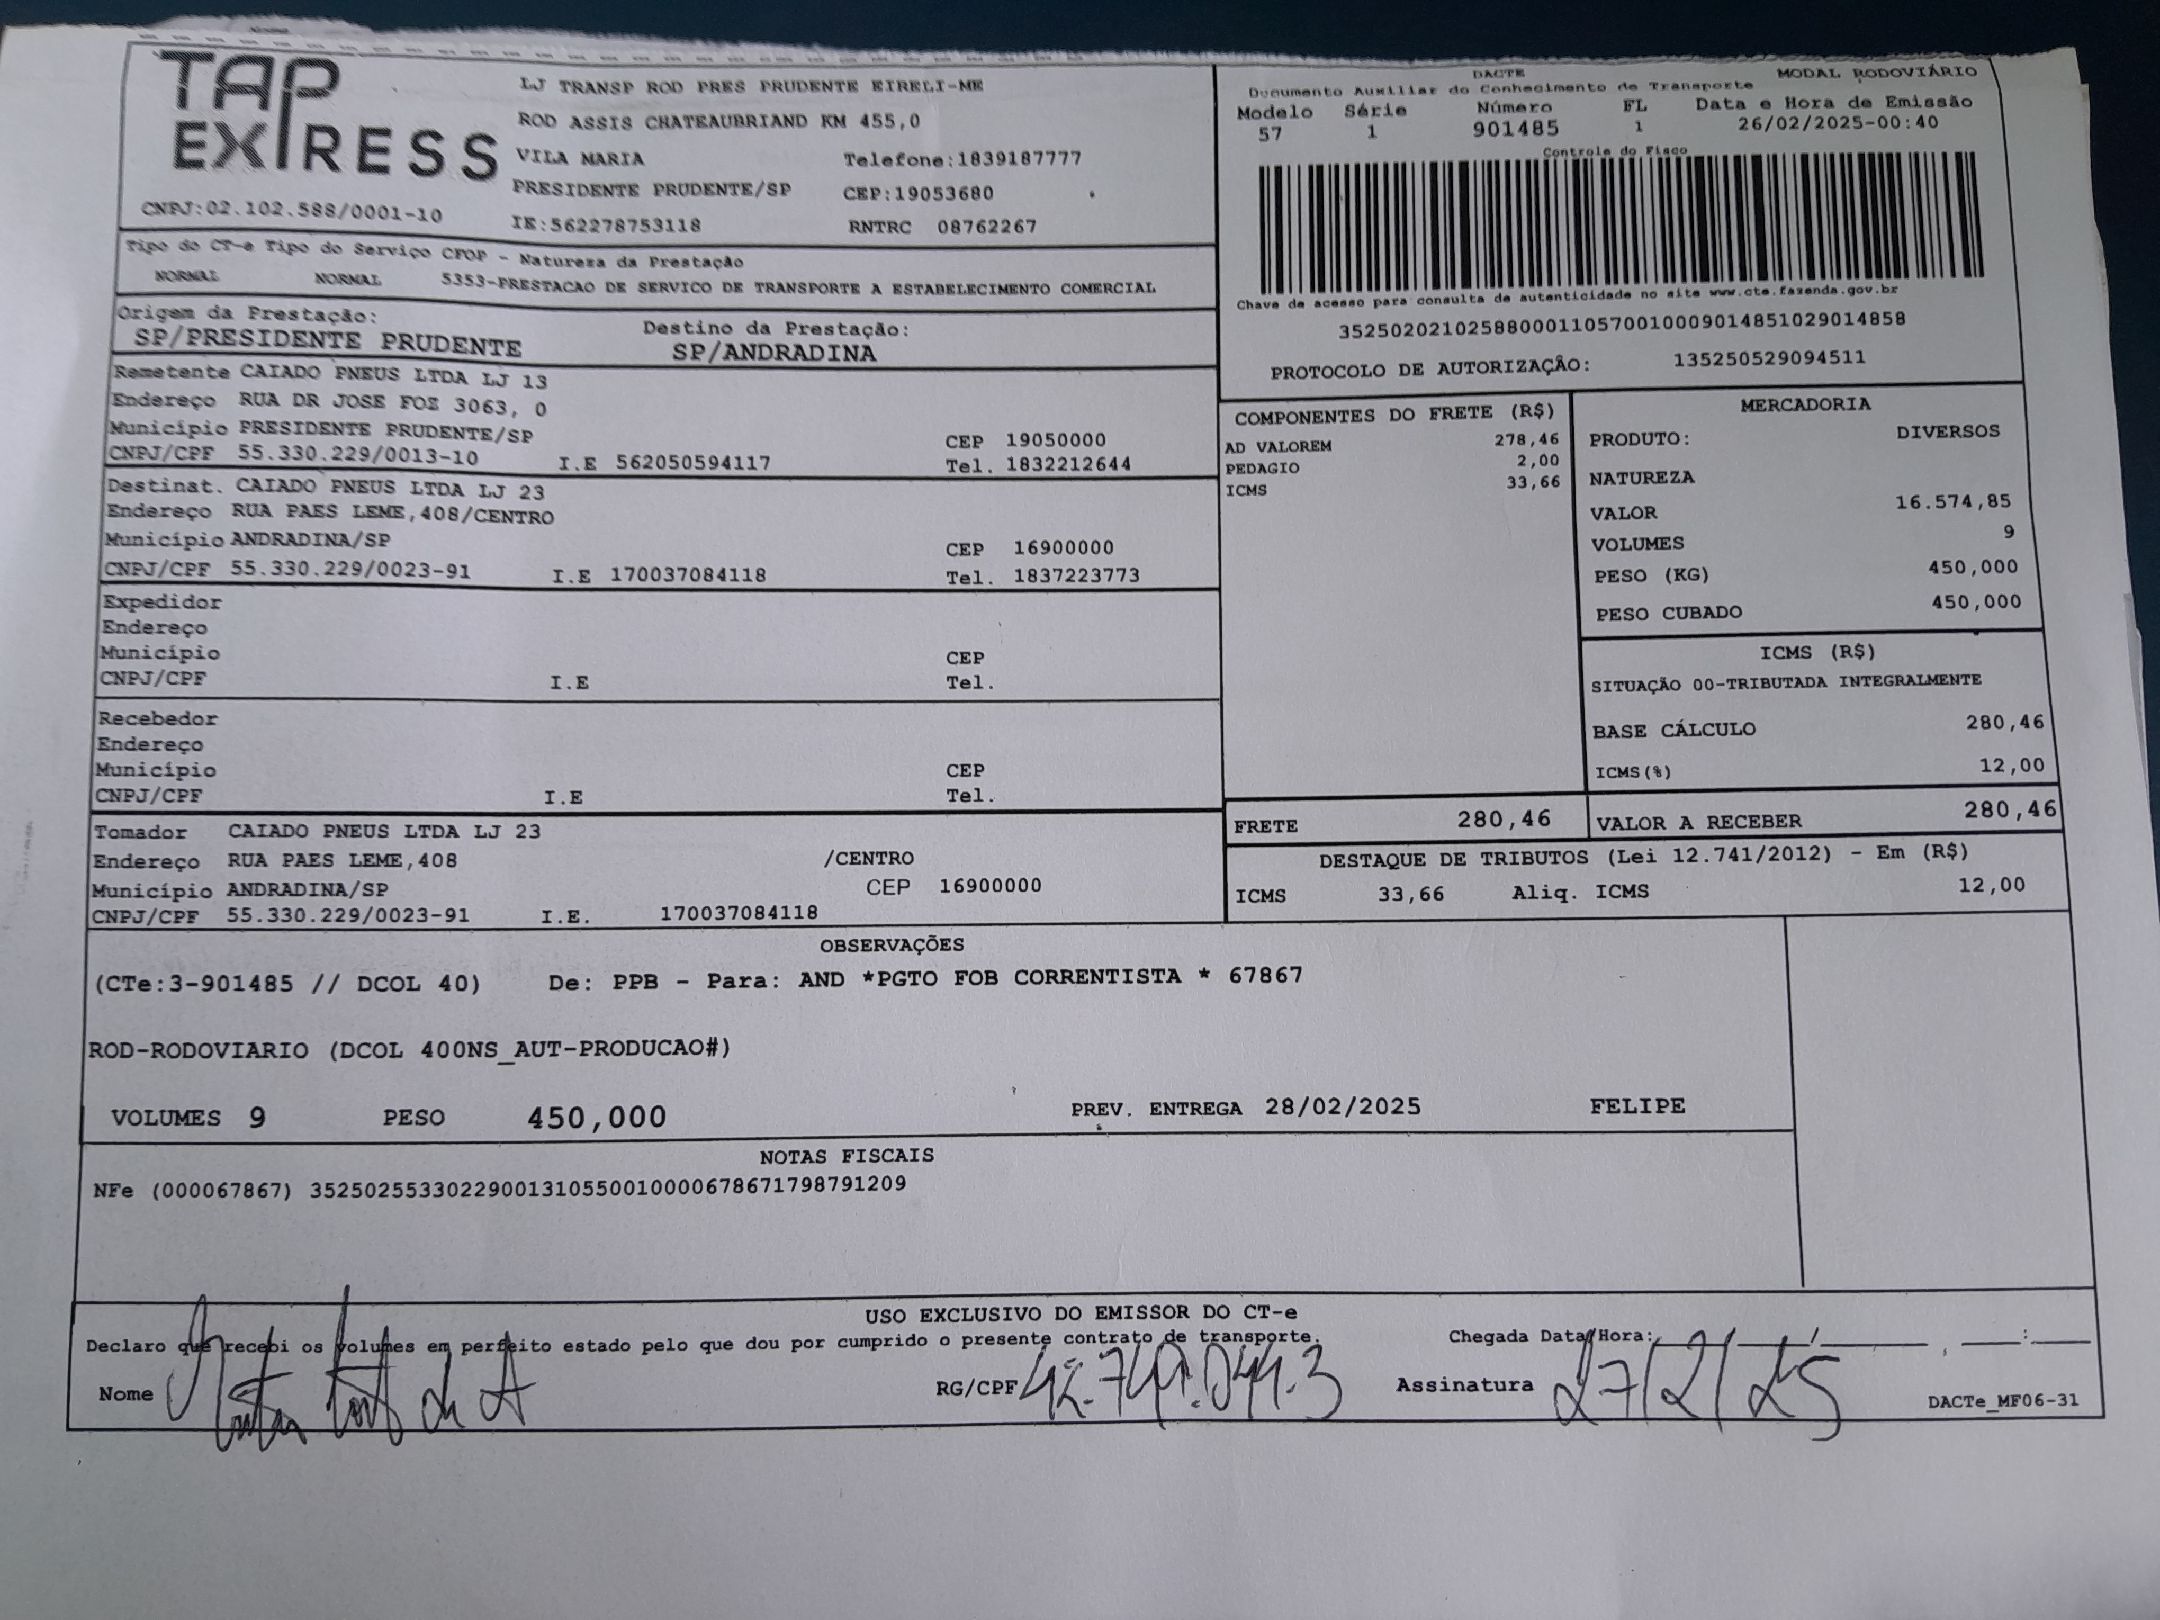 TAP
EXPRESS
CNPJ:02.102.588/0001-10
LJ TRANSP ROD PRES PRUDENTE EIRELI-ME
ROD ASSIS CHATEAUBRIAND KM 455,0
VILA MARIA Telefone:1839187777
PRESIDENTE PRUDENTE/SP CEP:19053680
IE:562278753118 RNTRC 08762267
DACTE MODAL RODOVIÁRIO
Documento Auxiliar do Conhecimento de Transporte
Modelo Série Número FL Data e Hora de Emissão
57 1 901485 1 26/02/2025-00:40
Controle do Fisco
Chave de acesso para consulta de autenticidade no site www.cte.fazenda.gov.br
35250202102588000110570010009014851029014858
PROTOCOLO DE AUTORIZAÇÃO: 135250529094511
Tipo do CT-e Tipo do Serviço CFOP - Natureza da Prestação
NORMAL NORMAL 5353-PRESTACAO DE SERVICO DE TRANSPORTE A ESTABELECIMENTO COMERCIAL
Origem da Prestação: Destino da Prestação:
SP/PRESIDENTE PRUDENTE SP/ANDRADINA
Remetente CAIADO PNEUS LTDA LJ 13
Endereço RUA DR JOSE FOZ 3063, 0
Município PRESIDENTE PRUDENTE/SP CEP 19050000
CNPJ/CPF 55.330.229/0013-10 I.E 562050594117 Tel. 1832212644
Destinat. CAIADO PNEUS LTDA LJ 23
Endereço RUA PAES LEME,408/CENTRO
Município ANDRADINA/SP CEP 16900000
CNPJ/CPF 55.330.229/0023-91 I.E 170037084118 Tel. 1837223773
Expedidor
Endereço
Município CEP
CNPJ/CPF I.E Tel.
Recebedor
Endereço
Município CEP
CNPJ/CPF I.E Tel.
Tomador CAIADO PNEUS LTDA LJ 23
Endereço RUA PAES LEME,408 /CENTRO
Município ANDRADINA/SP CEP 16900000
CNPJ/CPF 55.330.229/0023-91 I.E. 170037084118
COMPONENTES DO FRETE (R$)
AD VALOREM 278,46
PEDAGIO 2,00
ICMS 33,66
MERCADORIA
PRODUTO: DIVERSOS
NATUREZA
VALOR 16.574,85
VOLUMES 9
PESO (KG) 450,000
PESO CUBADO 450,000
ICMS (R$)
SITUAÇÃO 00-TRIBUTADA INTEGRALMENTE
BASE CÁLCULO 280,46
ICMS(%) 12,00
FRETE 280,46 VALOR A RECEBER 280,46
DESTAQUE DE TRIBUTOS (Lei 12.741/2012) - Em (R$)
ICMS 33,66 Aliq. ICMS 12,00
OBSERVAÇÕES
(CTe:3-901485 // DCOL 40) De: PPB - Para: AND *PGTO FOB CORRENTISTA * 67867
ROD-RODOVIARIO (DCOL 400NS_AUT-PRODUCAO#)
VOLUMES 9 PESO 450,000 PREV. ENTREGA 28/02/2025 FELIPE
NOTAS FISCAIS
NFe (000067867) 35250255330229001310550010000678671798791209
USO EXCLUSIVO DO EMISSOR DO CT-e
Declaro que recebi os volumes em perfeito estado pelo que dou por cumprido o presente contrato de transporte. Chegada Data/Hora:
Nome RG/CPF 42.749.044.3 Assinatura 27/2/25
DACTe_MF06-31